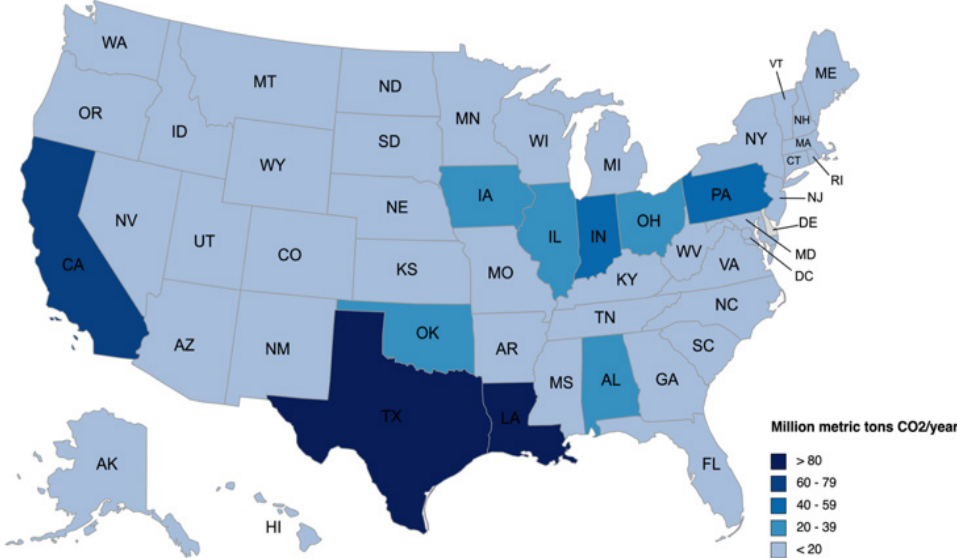 WA
MT
ND
MN
VT
ME
OR
ID
SD
WI
MI
NY
NH
MA
CT
RI
WY
IA
NE
PA
NJ
NV
UT
CO
IL
IN
OH
DE
MD
DC
CA
KS
MO
WV
VA
KY
NC
TN
AZ
NM
OK
AR
SC
MS
AL
GA
TX
LA
FL
AK
HI
Million metric tons CO2/year
> 80
60 - 79
40 - 59
20 - 39
< 20